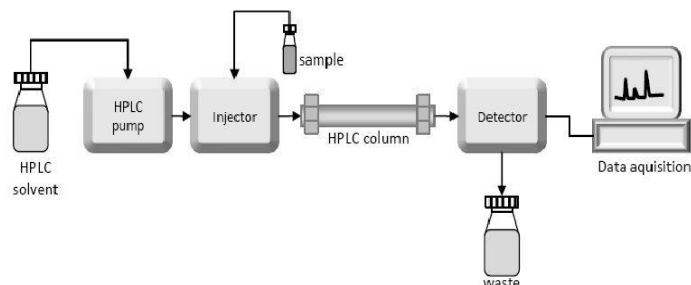 HPLC
solvent
HPLC
pump
Injector
sample
HPLC column
Detector
waste
Data aquisition